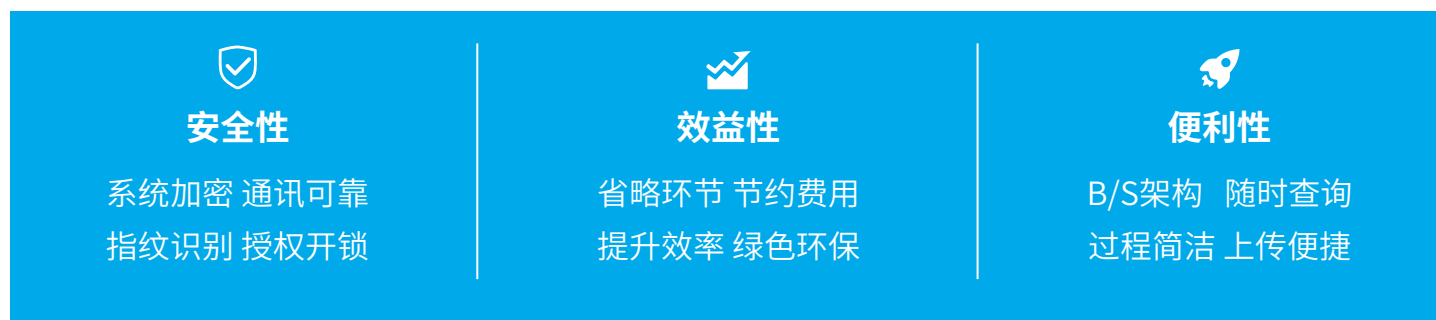 安全性
系统加密 通讯可靠
指纹识别 授权开锁
效益性
省略环节 节约费用
提升效率 绿色环保
便利性
B/S架构 随时查询
过程简洁 上传便捷